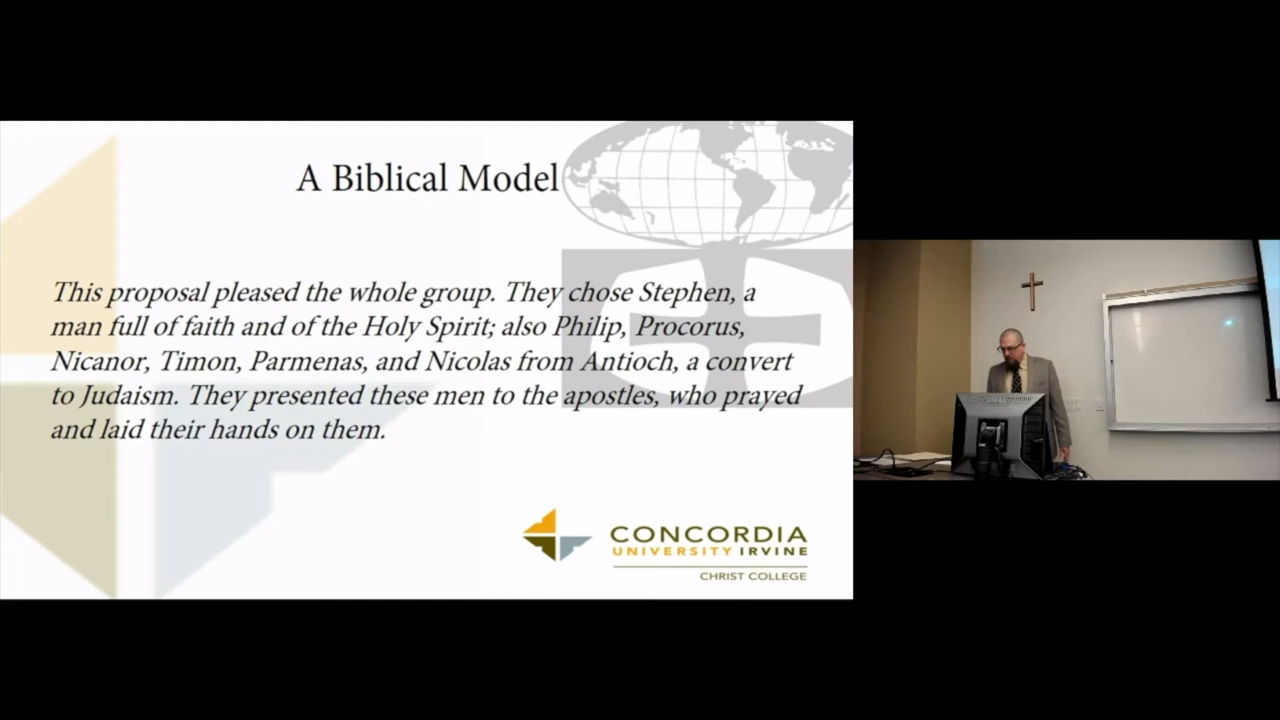 A Biblical Model
This proposal pleased the whole group. They chose Stephen, a
man full of faith and of the Holy Spirit; also Philip, Procorus,
Nicanor, Timon, Parmenas, and Nicolas from Antioch, a convert
to Judaism. They presented these men to the apostles, who prayed
and laid their hands on them.
CONCORDIA
UNIVERSITY IRVINE
CHRIST COLLEGE